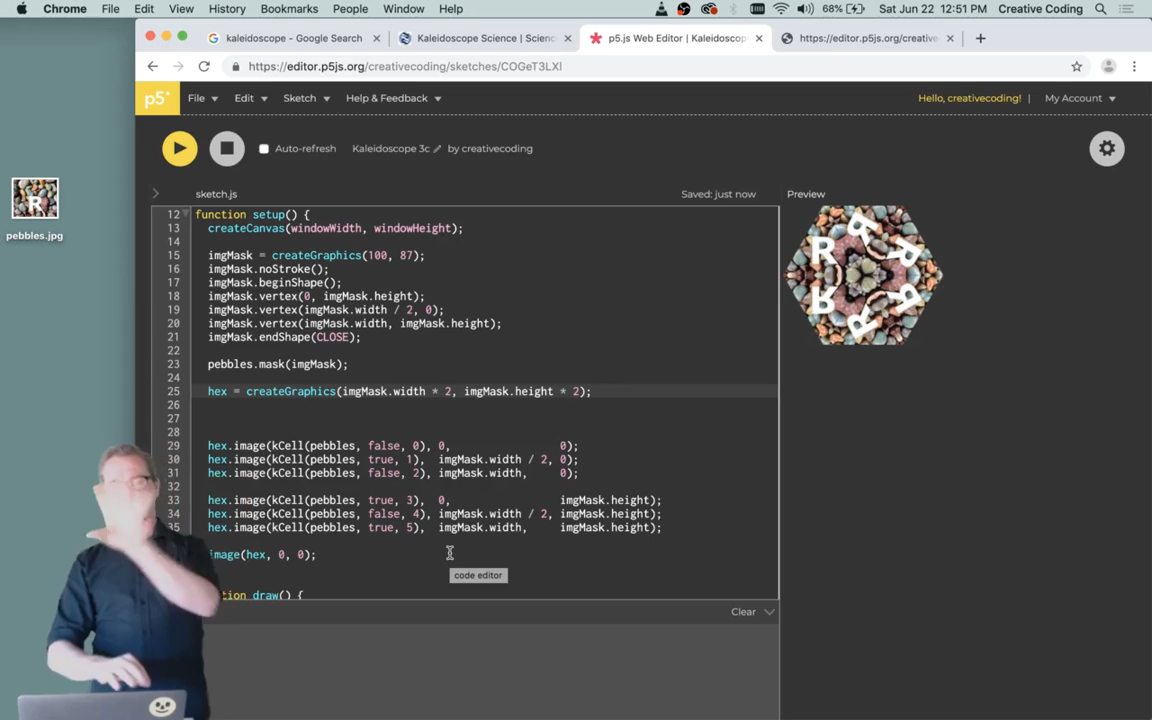 Chrome File Edit View History Bookmarks People Window Help 68% Sat Jun 22 12:51 PM Creative Coding
kaleidoscope - Google Search
Kaleidoscope Science | Scienc
p5.js Web Editor | Kaleidoscop
https://editor.p5js.org/creative
https://editor.p5js.org/creativecoding/sketches/COGeT3LXl
p5* File Edit Sketch Help & Feedback Hello, creativecoding! | My Account
Auto-refresh Kaleidoscope 3c by creativecoding
sketch.js Saved: just now Preview
12 function setup() {
13 createCanvas(windowWidth, windowHeight);
14
15 imgMask = createGraphics(100, 87);
16 imgMask.noStroke();
17 imgMask.beginShape();
18 imgMask.vertex(0, imgMask.height);
19 imgMask.vertex(imgMask.width / 2, 0);
20 imgMask.vertex(imgMask.width, imgMask.height);
21 imgMask.endShape(CLOSE);
22
23 pebbles.mask(imgMask);
24
25 hex = createGraphics(imgMask.width * 2, imgMask.height * 2);
26
27
28
29 hex.image(kCell(pebbles, false, 0), 0, 0);
30 hex.image(kCell(pebbles, true, 1), imgMask.width / 2, 0);
31 hex.image(kCell(pebbles, false, 2), imgMask.width, 0);
32
33 hex.image(kCell(pebbles, true, 3), 0, imgMask.height);
34 hex.image(kCell(pebbles, false, 4), imgMask.width / 2, imgMask.height);
35 hex.image(kCell(pebbles, true, 5), imgMask.width, imgMask.height);
image(hex, 0, 0);
code editor
tion draw() {
Clear
R
pebbles.jpg
R
R
R
R
R
R